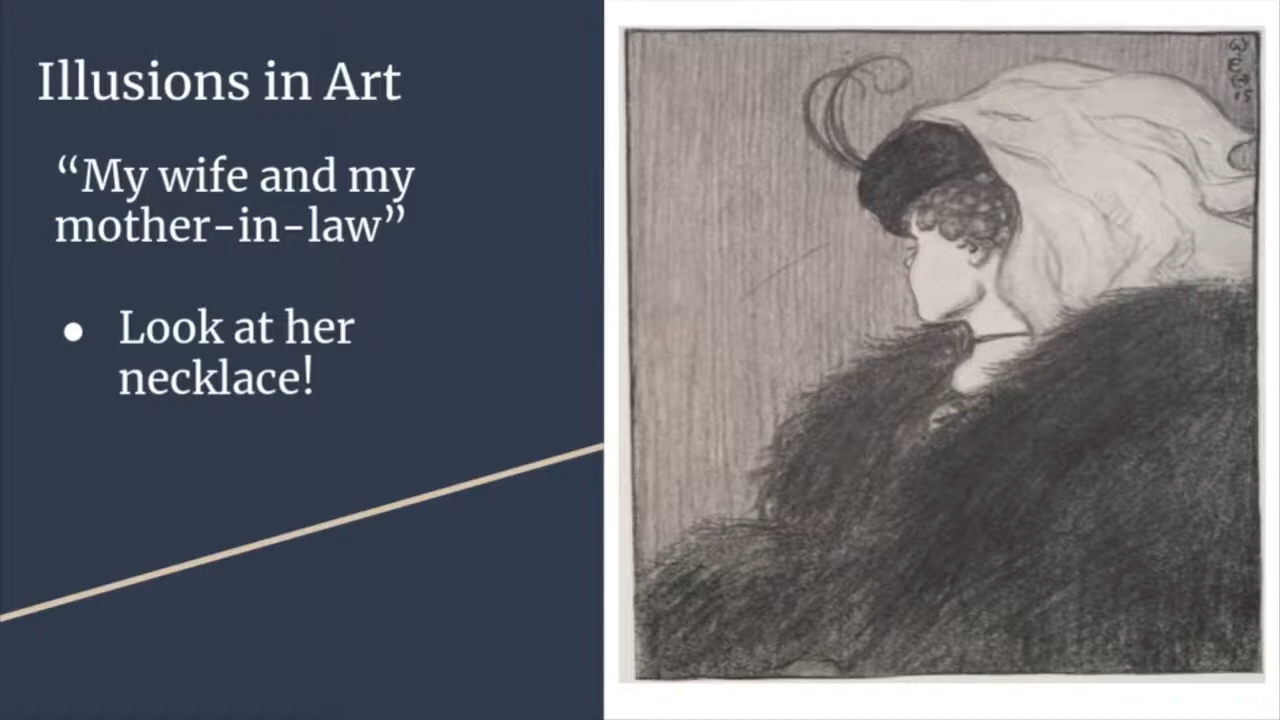 Illusions in Art
“My wife and my
mother-in-law”
● Look at her
necklace!